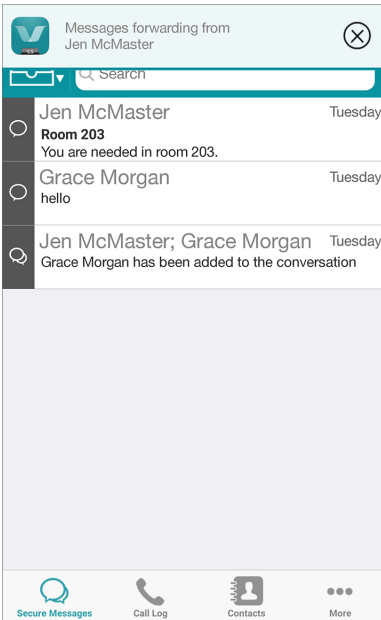 Messages forwarding from
Jen McMaster
CS
Search
Jen McMaster
Tuesday
Room 203
You are needed in room 203.
Grace Morgan
Tuesday
hello
Jen McMaster; Grace Morgan
Tuesday
Grace Morgan has been added to the conversation
Secure Messages
Call Log
Contacts
More